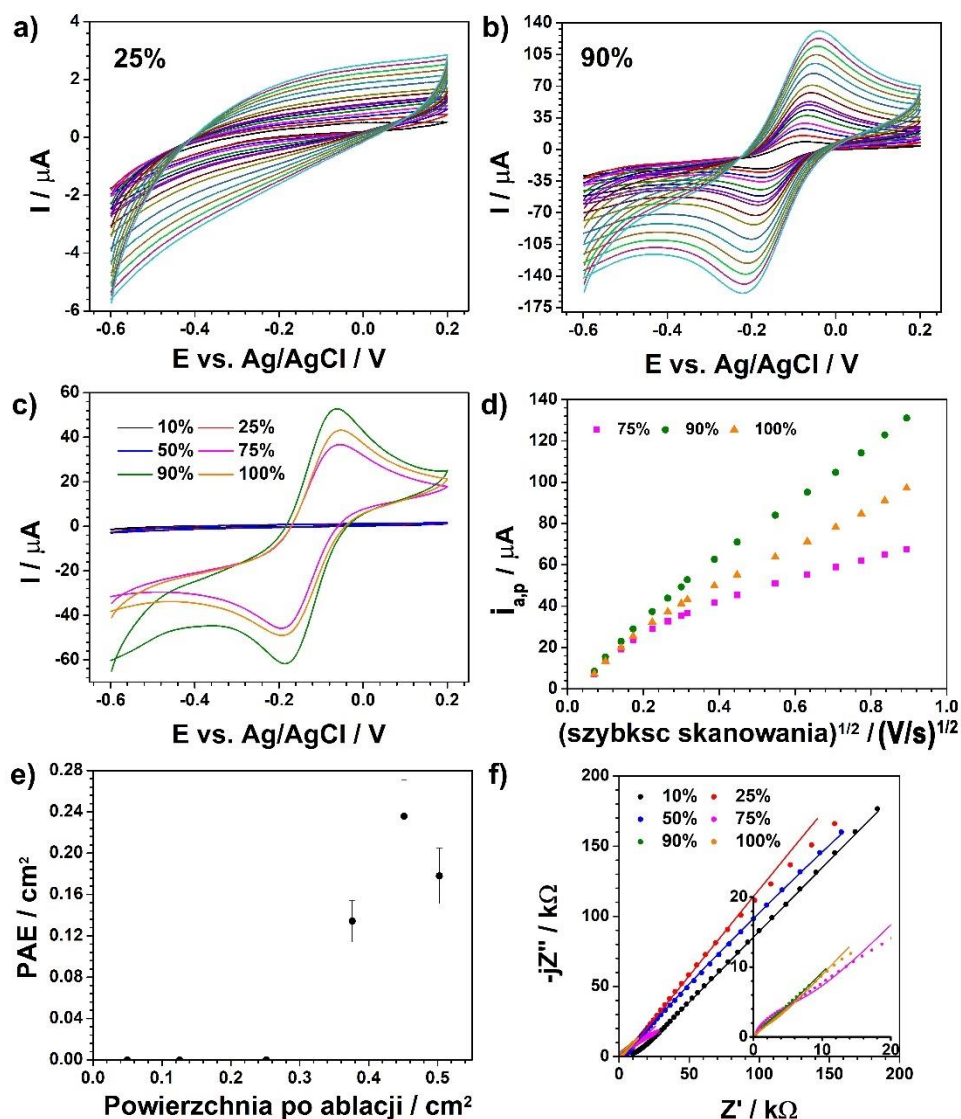 a)
25%
I / μA
4
2
0
-2
-4
-6
-0.6 -0.4 -0.2 0.0 0.2
E vs. Ag/AgCl / V
b)
90%
I / μA
140
105
70
35
0
-35
-70
-105
-140
-175
-0.6 -0.4 -0.2 0.0 0.2
E vs. Ag/AgCl / V
c)
10% 25%
50% 75%
90% 100%
I / μA
60
40
20
0
-20
-40
-60
-0.6 -0.4 -0.2 0.0 0.2
E vs. Ag/AgCl / V
d)
75% 90% 100%
i a,p / μA
140
120
100
80
60
40
20
0
0.0 0.2 0.4 0.6 0.8 1.0
(szybksc skanowania)1/2 / (V/s)1/2
e)
PAE / cm2
0.28
0.24
0.20
0.16
0.12
0.08
0.04
0.00
0.0 0.1 0.2 0.3 0.4 0.5
Powierzchnia po ablacji / cm2
f)
10% 25%
50% 75%
90% 100%
-jZ'' / kΩ
200
150
100
50
0
0 50 100 150 200
Z' / kΩ
20
10
0
0 10 20